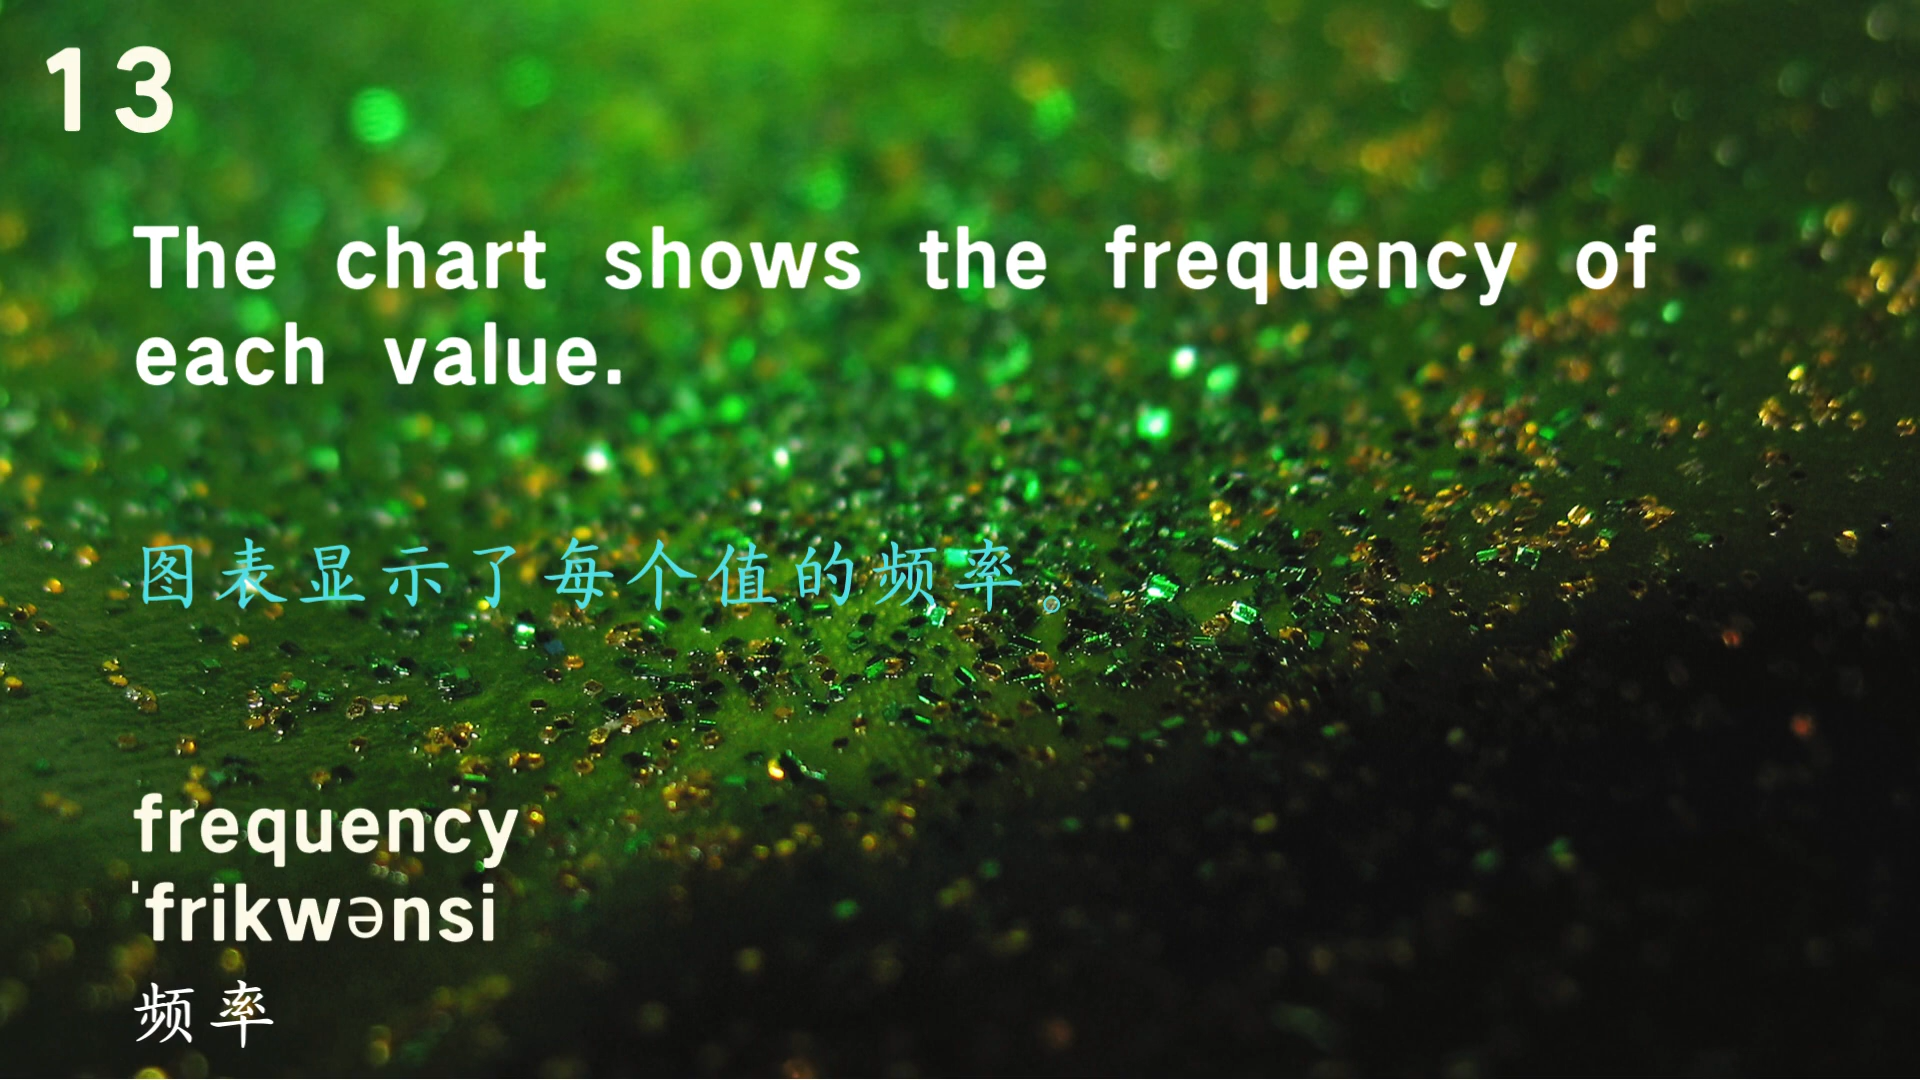 13
The chart shows the frequency of
each value.
图表显示了每个值的频率。
frequency
ˈfrikwənsi
频率